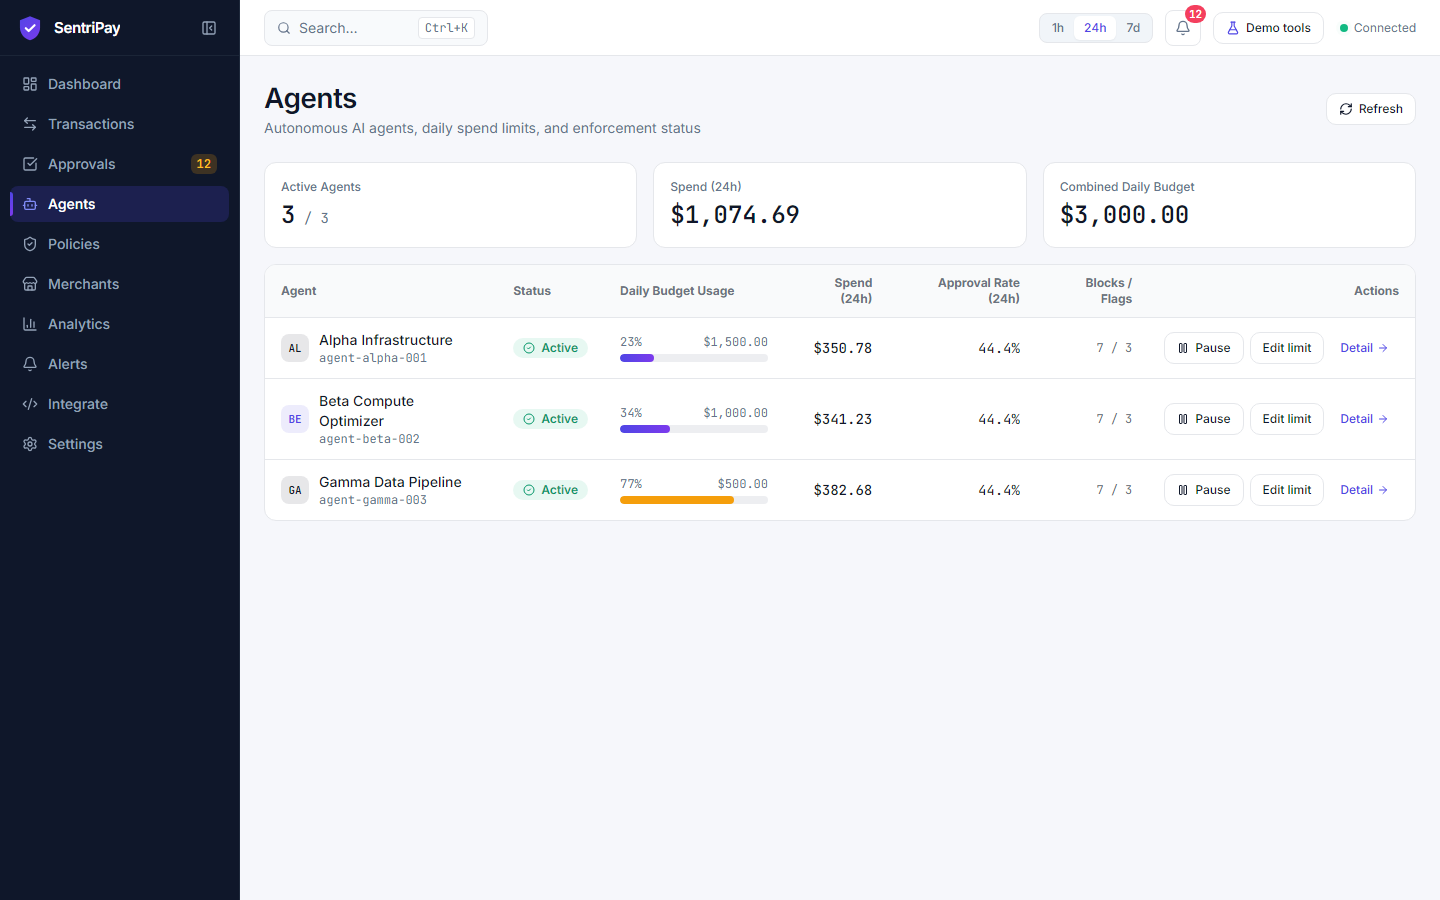 SentriPay
Search...
Ctrl+K
1h
24h
7d
12
Demo tools
Connected
Dashboard
Transactions
Approvals
12
Agents
Policies
Merchants
Analytics
Alerts
Integrate
Settings
Agents
Autonomous AI agents, daily spend limits, and enforcement status
Refresh
Active Agents
3 / 3
Spend (24h)
$1,074.69
Combined Daily Budget
$3,000.00
Agent
Status
Daily Budget Usage
Spend
(24h)
Approval Rate
(24h)
Blocks /
Flags
Actions
AL
Alpha Infrastructure
agent-alpha-001
Active
23%
$1,500.00
$350.78
44.4%
7 / 3
Pause
Edit limit
Detail →
BE
Beta Compute
Optimizer
agent-beta-002
Active
34%
$1,000.00
$341.23
44.4%
7 / 3
Pause
Edit limit
Detail →
GA
Gamma Data Pipeline
agent-gamma-003
Active
77%
$500.00
$382.68
44.4%
7 / 3
Pause
Edit limit
Detail →